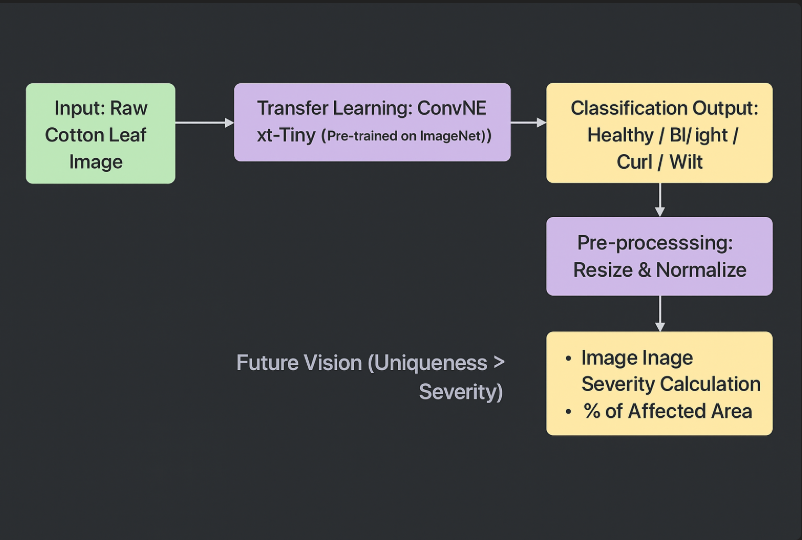 Input: Raw
Cotton Leaf
Image
Transfer Learning: ConvNE
xt-Tiny (Pre-trained on ImageNet))
Classification Output:
Healthy / Bl/ight /
Curl / Wilt
Pre-processsing:
Resize & Normalize
Future Vision (Uniqueness >
Severity)
• Image Inage
Severity Calculation
• % of Affected Area